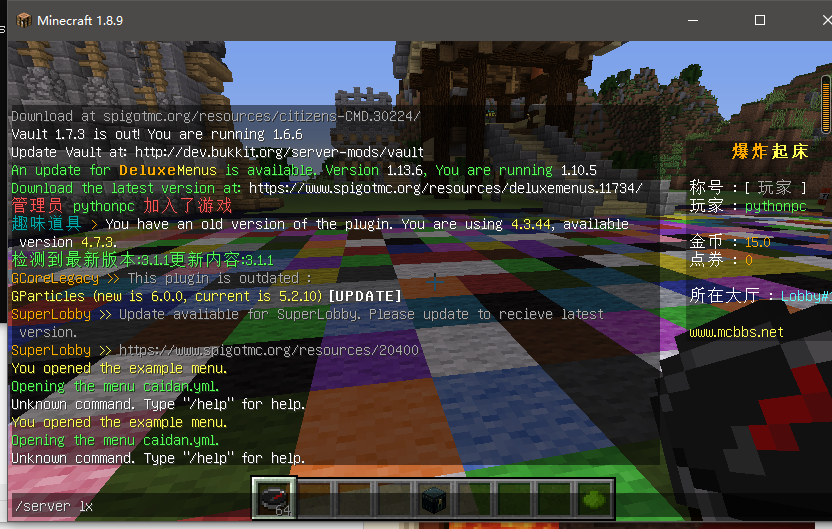 Minecraft 1.8.9
Download at spigotmc.org/resources/citizens-CMD.30224/
Vault 1.7.3 is out! You are running 1.6.6
Update Vault at: http://dev.bukkit.org/server-mods/vault
An update for DeluxeMenus is available. Version 1.13.6, You are running 1.10.5
Download the latest version at: https://www.spigotmc.org/resources/deluxemenus.11734/
管理员 pythonpc 加入了游戏
趣味道具 > You have an old version of the plugin. You are using 4.3.44, available
version 4.7.3.
检测到最新版本:3.1.1更新内容:3.1.1
GCoreLegacy >> This plugin is outdated :
GParticles (new is 6.0.0, current is 5.2.10) [UPDATE]
SuperLobby >> Update avaliable for SuperLobby. Please update to recieve latest
version.
SuperLobby >> https://www.spigotmc.org/resources/20400
You opened the example menu.
Opening the menu caidan.yml.
Unknown command. Type "/help" for help.
You opened the example menu.
Opening the menu caidan.yml.
Unknown command. Type "/help" for help.
/server lx
64
爆炸起床
称号 : [ 玩家 ]
玩家 : pythonpc
金币 : 15.0
点券 : 0
所在大厅 : Lobby#1
www.mcbbs.net